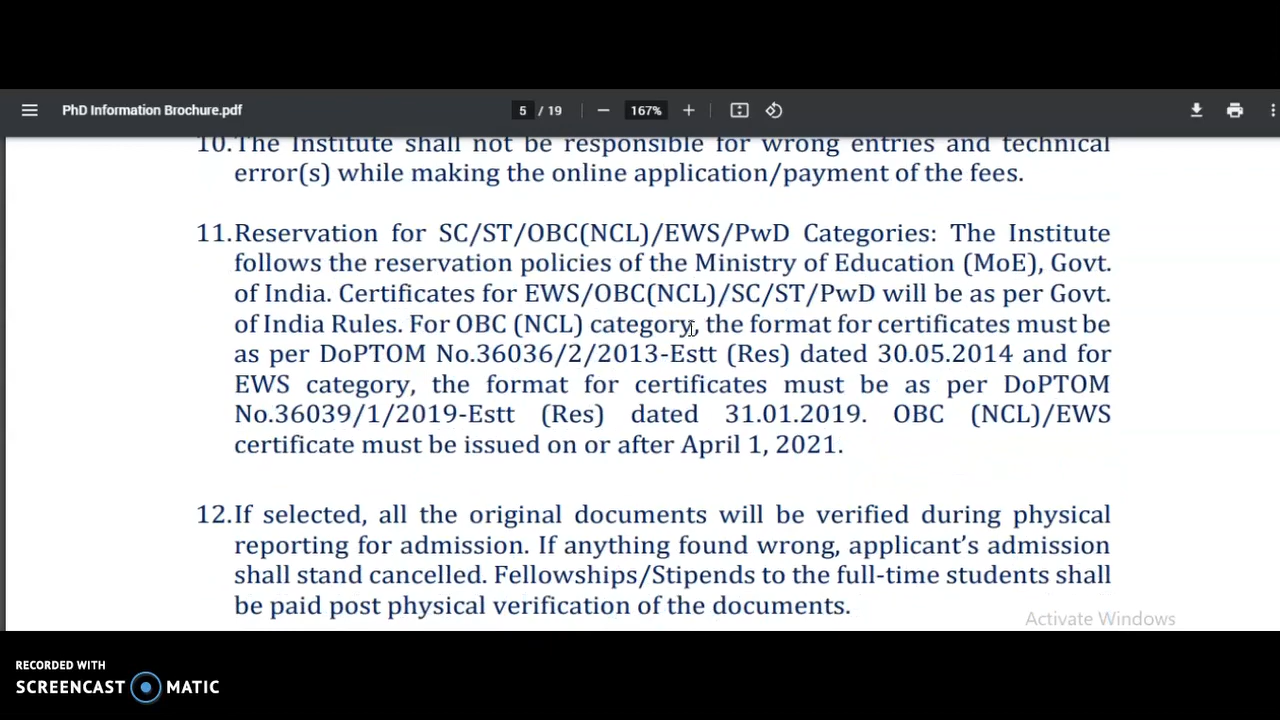 PhD Information Brochure.pdf
5 / 19
167%
10. The Institute shall not be responsible for wrong entries and technical
error(s) while making the online application/payment of the fees.
11. Reservation for SC/ST/OBC(NCL)/EWS/PwD Categories: The Institute
follows the reservation policies of the Ministry of Education (MoE), Govt.
of India. Certificates for EWS/OBC(NCL)/SC/ST/PwD will be as per Govt.
of India Rules. For OBC (NCL) category, the format for certificates must be
as per DoPTOM No.36036/2/2013-Estt (Res) dated 30.05.2014 and for
EWS category, the format for certificates must be as per DoPTOM
No.36039/1/2019-Estt (Res) dated 31.01.2019. OBC (NCL)/EWS
certificate must be issued on or after April 1, 2021.
12. If selected, all the original documents will be verified during physical
reporting for admission. If anything found wrong, applicant's admission
shall stand cancelled. Fellowships/Stipends to the full-time students shall
be paid post physical verification of the documents.
Activate Windows
RECORDED WITH
SCREENCAST MATIC